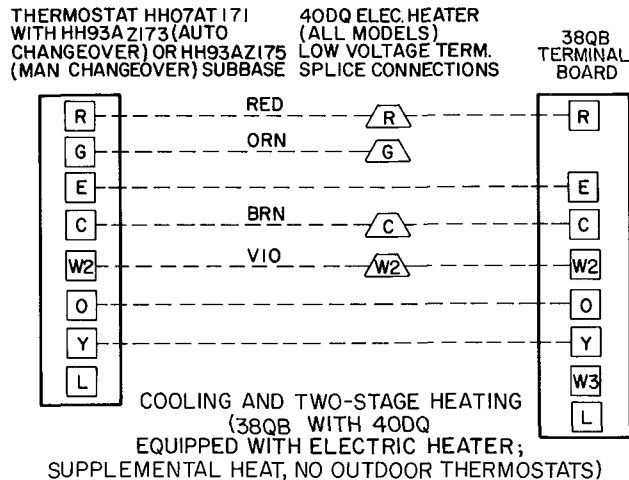 THERMOSTAT HH07AT171
WITH HH93AZ173(AUTO
CHANGEOVER) OR HH93AZ175
(MAN CHANGEOVER) SUBBASE
40DQ ELEC. HEATER
(ALL MODELS)
LOW VOLTAGE TERM.
SPLICE CONNECTIONS
38QB
TERMINAL
BOARD
R RED R R
G ORN G
E E
C BRN C C
W2 VIO W2 W2
O O
Y Y
L W3
L
COOLING AND TWO-STAGE HEATING
(38QB WITH 40DQ
EQUIPPED WITH ELECTRIC HEATER;
SUPPLEMENTAL HEAT, NO OUTDOOR THERMOSTATS)